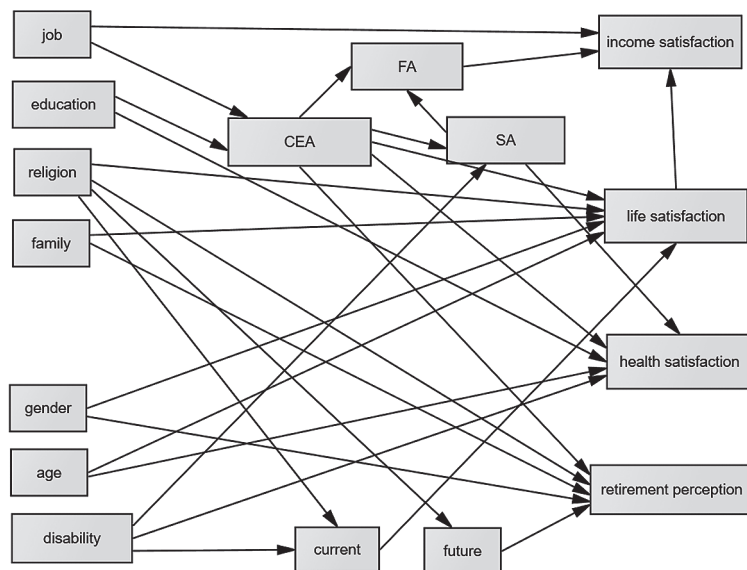 job
income satisfaction
FA
education
CEA
SA
religion
life satisfaction
family
health satisfaction
gender
age
retirement perception
disability
current
future